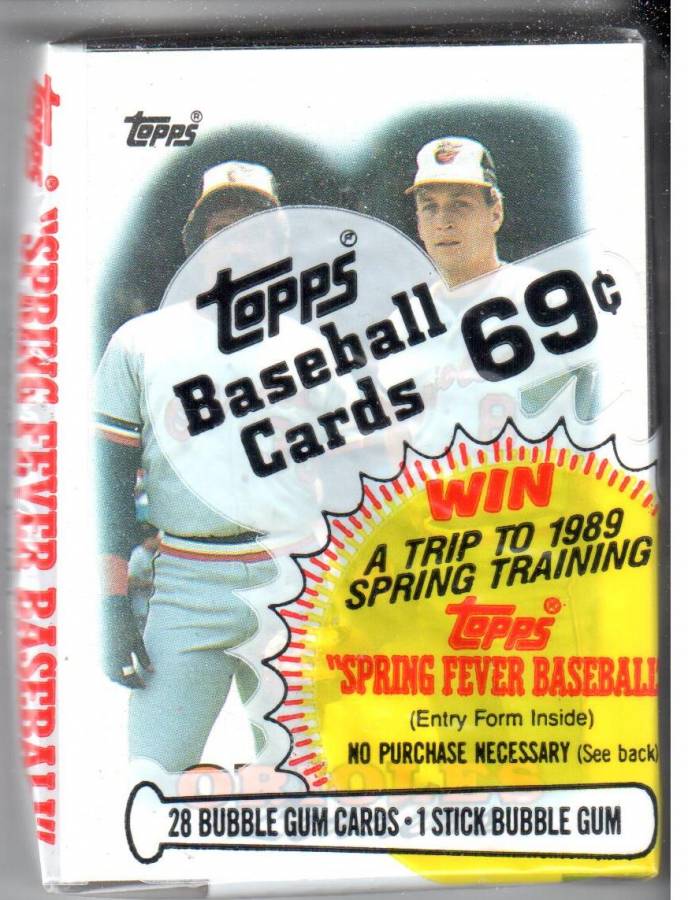 Topps®
Topps®
Baseball
Cards
69¢
WIN
A TRIP TO 1989
SPRING TRAINING
Topps®
"SPRING FEVER BASEBALL
(Entry Form Inside)
NO PURCHASE NECESSARY (See back)
ORIOLES
28 BUBBLE GUM CARDS • 1 STICK BUBBLE GUM
Topps® "SPRING FEVER BASEBALL"